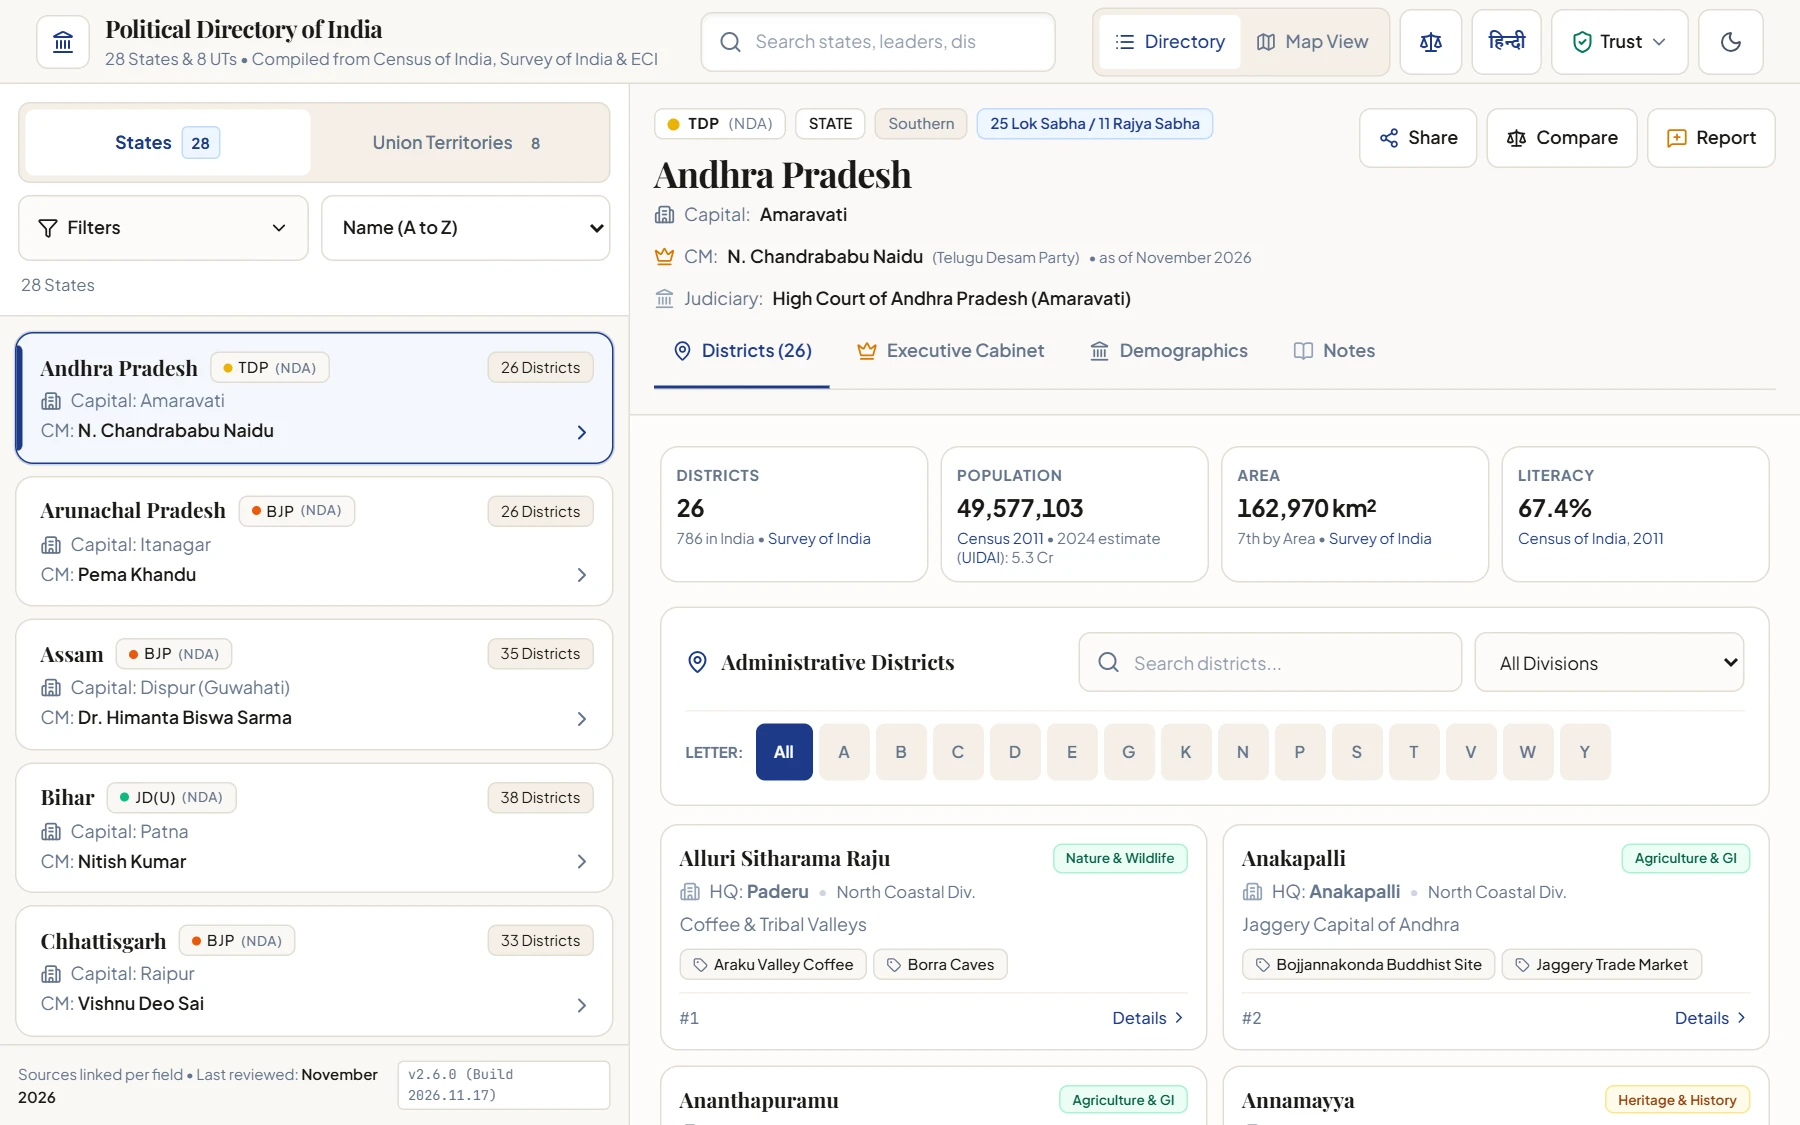 Political Directory of India
28 States & 8 UTs • Compiled from Census of India, Survey of India & ECI
Search states, leaders, dis
Directory
Map View
हिन्दी
Trust
States 28
Union Territories 8
Filters
Name (A to Z)
28 States
Andhra Pradesh TDP (NDA) 26 Districts
Capital: Amaravati
CM: N. Chandrababu Naidu
Arunachal Pradesh BJP (NDA) 26 Districts
Capital: Itanagar
CM: Pema Khandu
Assam BJP (NDA) 35 Districts
Capital: Dispur (Guwahati)
CM: Dr. Himanta Biswa Sarma
Bihar JD(U) (NDA) 38 Districts
Capital: Patna
CM: Nitish Kumar
Chhattisgarh BJP (NDA) 33 Districts
Capital: Raipur
CM: Vishnu Deo Sai
Sources linked per field • Last reviewed: November
2026
v2.6.0 (Build
2026.11.17)
TDP (NDA) STATE Southern 25 Lok Sabha / 11 Rajya Sabha
Share
Compare
Report
Andhra Pradesh
Capital: Amaravati
CM: N. Chandrababu Naidu (Telugu Desam Party) • as of November 2026
Judiciary: High Court of Andhra Pradesh (Amaravati)
Districts (26)
Executive Cabinet
Demographics
Notes
DISTRICTS
26
786 in India • Survey of India
POPULATION
49,577,103
Census 2011 • 2024 estimate
(UIDAI): 5.3 Cr
AREA
162,970 km²
7th by Area • Survey of India
LITERACY
67.4%
Census of India, 2011
Administrative Districts
Search districts...
All Divisions
LETTER: All A B C D E G K N P S T V W Y
Alluri Sitharama Raju Nature & Wildlife
HQ: Paderu • North Coastal Div.
Coffee & Tribal Valleys
Araku Valley Coffee Borra Caves
#1 Details
Anakapalli Agriculture & GI
HQ: Anakapalli • North Coastal Div.
Jaggery Capital of Andhra
Bojjannakonda Buddhist Site Jaggery Trade Market
#2 Details
Ananthapuramu Agriculture & GI
Annamayya Heritage & History